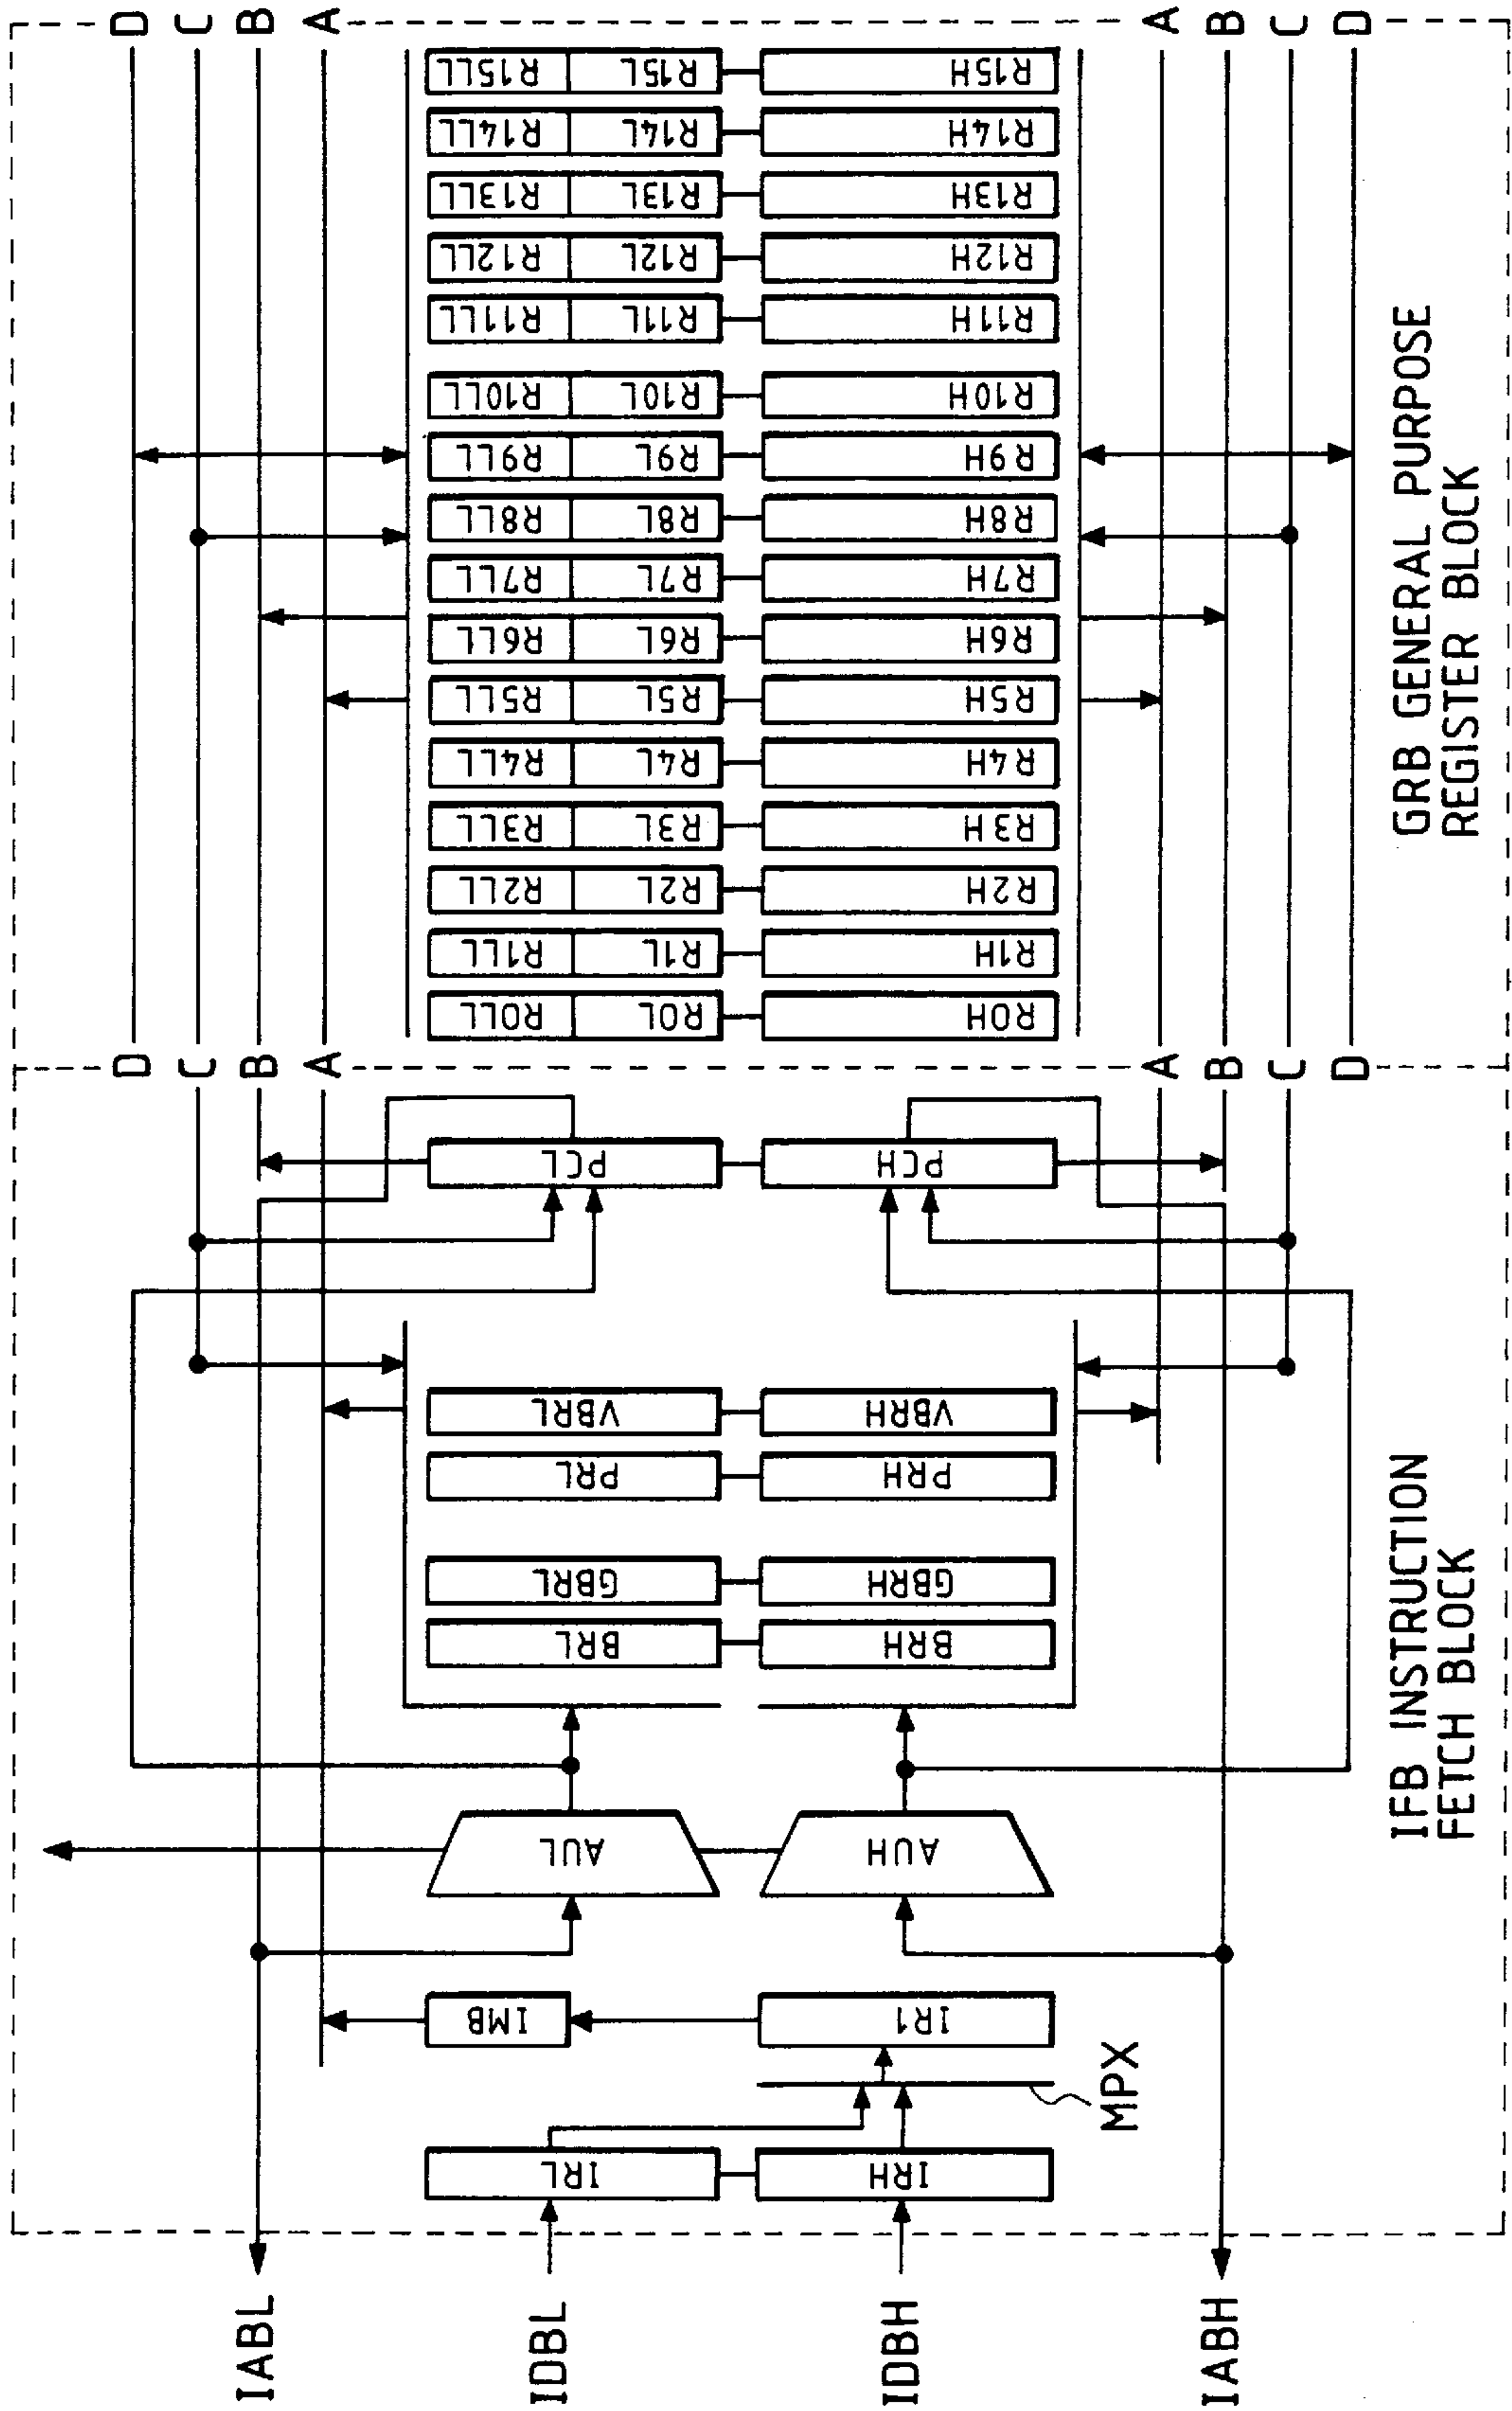 D C B A A B C D
R15LL R15L R15H
R14LL R14L R14H
R13LL R13L R13H
R12LL R12L R12H
R11LL R11L R11H
R10LL R10L R10H
R9LL R9L R9H
R8LL R8L R8H
R7LL R7L R7H
R6LL R6L R6H
R5LL R5L R5H
R4LL R4L R4H
R3LL R3L R3H
R2LL R2L R2H
R1LL R1L R1H
R0LL R0L R0H
GRB GENERAL PURPOSE
REGISTER BLOCK
D C B A A B C D
PCL PCH
VBRL VBRH
PRL PRH
GBRL GBRH
BRL BRH
AUL AUH
IMB IR1
MPX
IRL IRH
IFB INSTRUCTION
FETCH BLOCK
IABL IDBL IDBH IABH